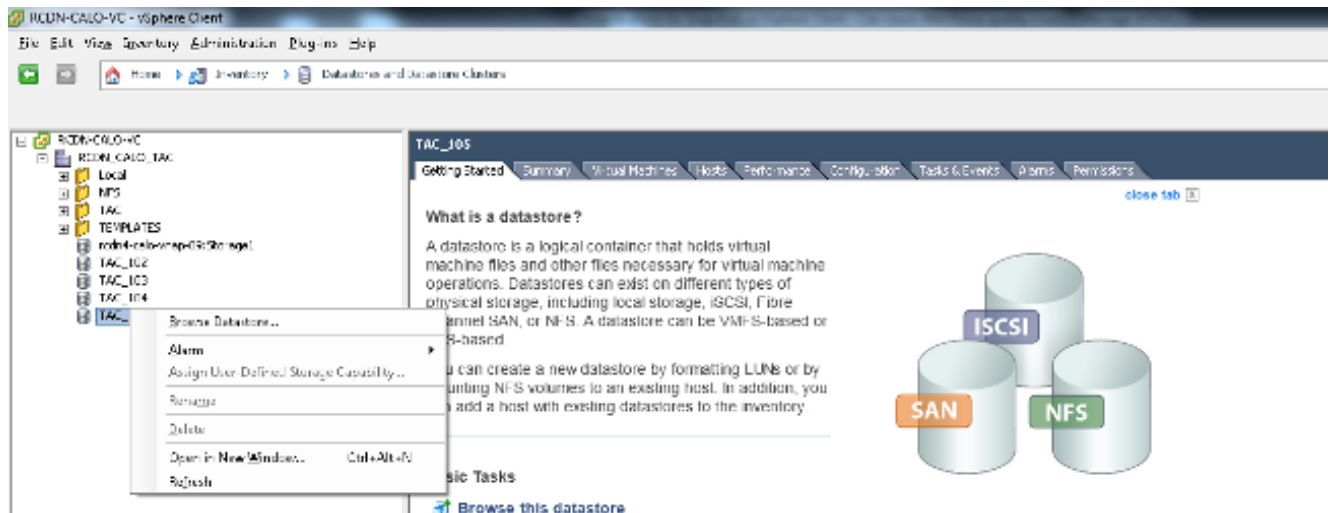 RCDN-CALO-VC - vSphere Client
File Edit View Inventory Administration Plug-ins Help
Home Inventory Datastores and Datastore Clusters
RCDN-CALO-VC
RCDN_CALO_TAC
Local
NFS
TAC
TEMPLATES
TAC_102
TAC_103
TAC_104
TAC_
Browse Datastore...
Alarm
Assign User-Defined Storage Capability...
Rename
Delete
Open in New Window... Ctrl+Alt+N
Refresh
TAC_105
Getting Started Summary Virtual Machines Hosts Performance Configuration Tasks & Events Alarms Permissions
close tab X
What is a datastore?
A datastore is a logical container that holds virtual
machine files and other files necessary for virtual machine
operations. Datastores can exist on different types of
physical storage, including local storage, iSCSI, Fibre
annel SAN, or NFS. A datastore can be VMFS-based or
S-based
u can create a new datastore by formatting LUNs or by
unting NFS volumes to an existing host. In addition, you
add a host with existing datastores to the inventory
sic Tasks
Browse this datastore
ISCSI
SAN
NFS